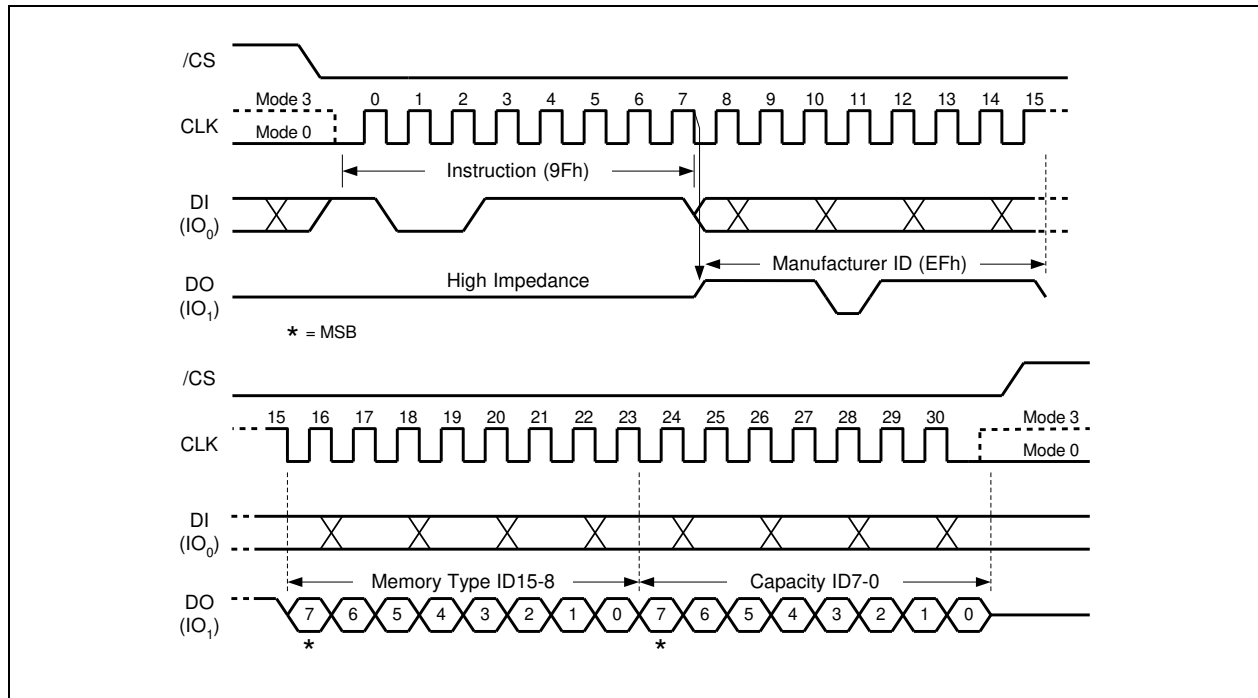 /CS
Mode 3
0 1 2 3 4 5 6 7 8 9 10 11 12 13 14 15
CLK
Mode 0
Instruction (9Fh)
DI
(IO₀)
Manufacturer ID (EFh)
High Impedance
DO
(IO₁)
* = MSB
/CS
15 16 17 18 19 20 21 22 23 24 25 26 27 28 29 30
Mode 3
CLK
Mode 0
DI
(IO₀)
Memory Type ID15-8
Capacity ID7-0
DO
(IO₁)
7 6 5 4 3 2 1 0 7 6 5 4 3 2 1 0
* *